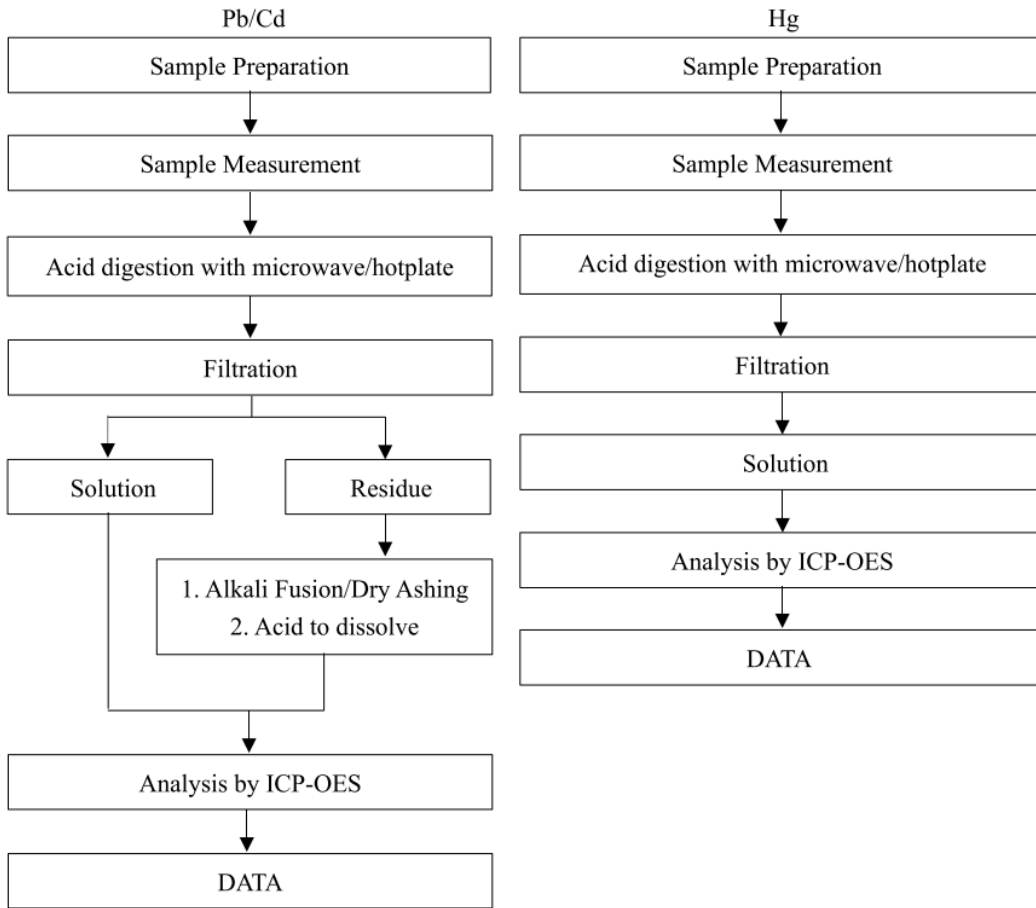 Pb/Cd
Sample Preparation
Sample Measurement
Acid digestion with microwave/hotplate
Filtration
Solution
Residue
1. Alkali Fusion/Dry Ashing
2. Acid to dissolve
Analysis by ICP-OES
DATA
Hg
Sample Preparation
Sample Measurement
Acid digestion with microwave/hotplate
Filtration
Solution
Analysis by ICP-OES
DATA